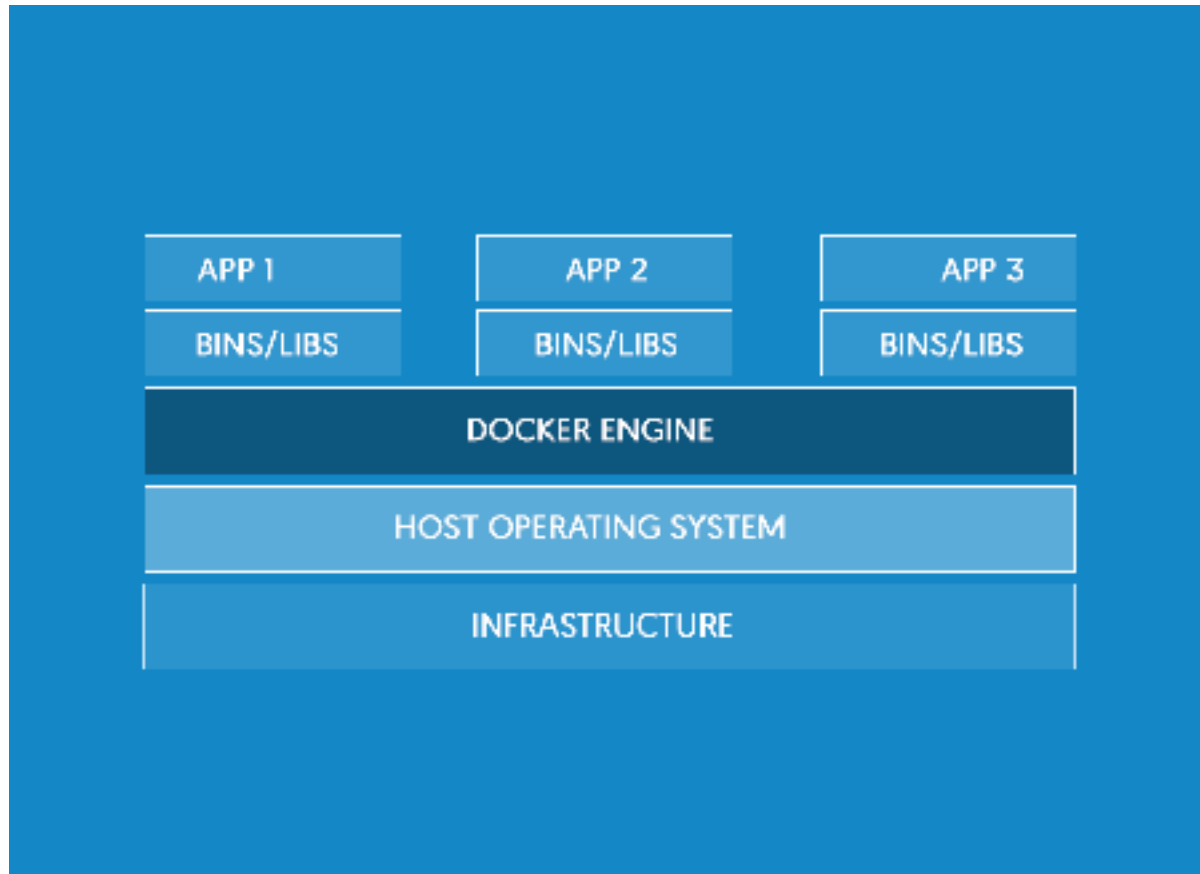 APP 1 APP 2 APP 3
BINS/LIBS BINS/LIBS BINS/LIBS
DOCKER ENGINE
HOST OPERATING SYSTEM
INFRASTRUCTURE